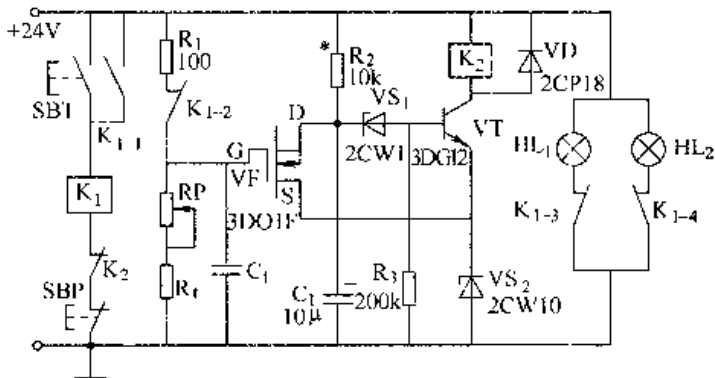 +24V
SBT
K1-1
K1
K2
SBP
R1
100
K1-2
G
VF
3DO1F
RP
Rt
C1
D
S
*
R2
10k
VS1
2CW1
C1
10μ
R3
200k
K2
VD
2CP18
VT
3DG12
VS2
2CW10
HL1
HL2
K1-3
K1-4